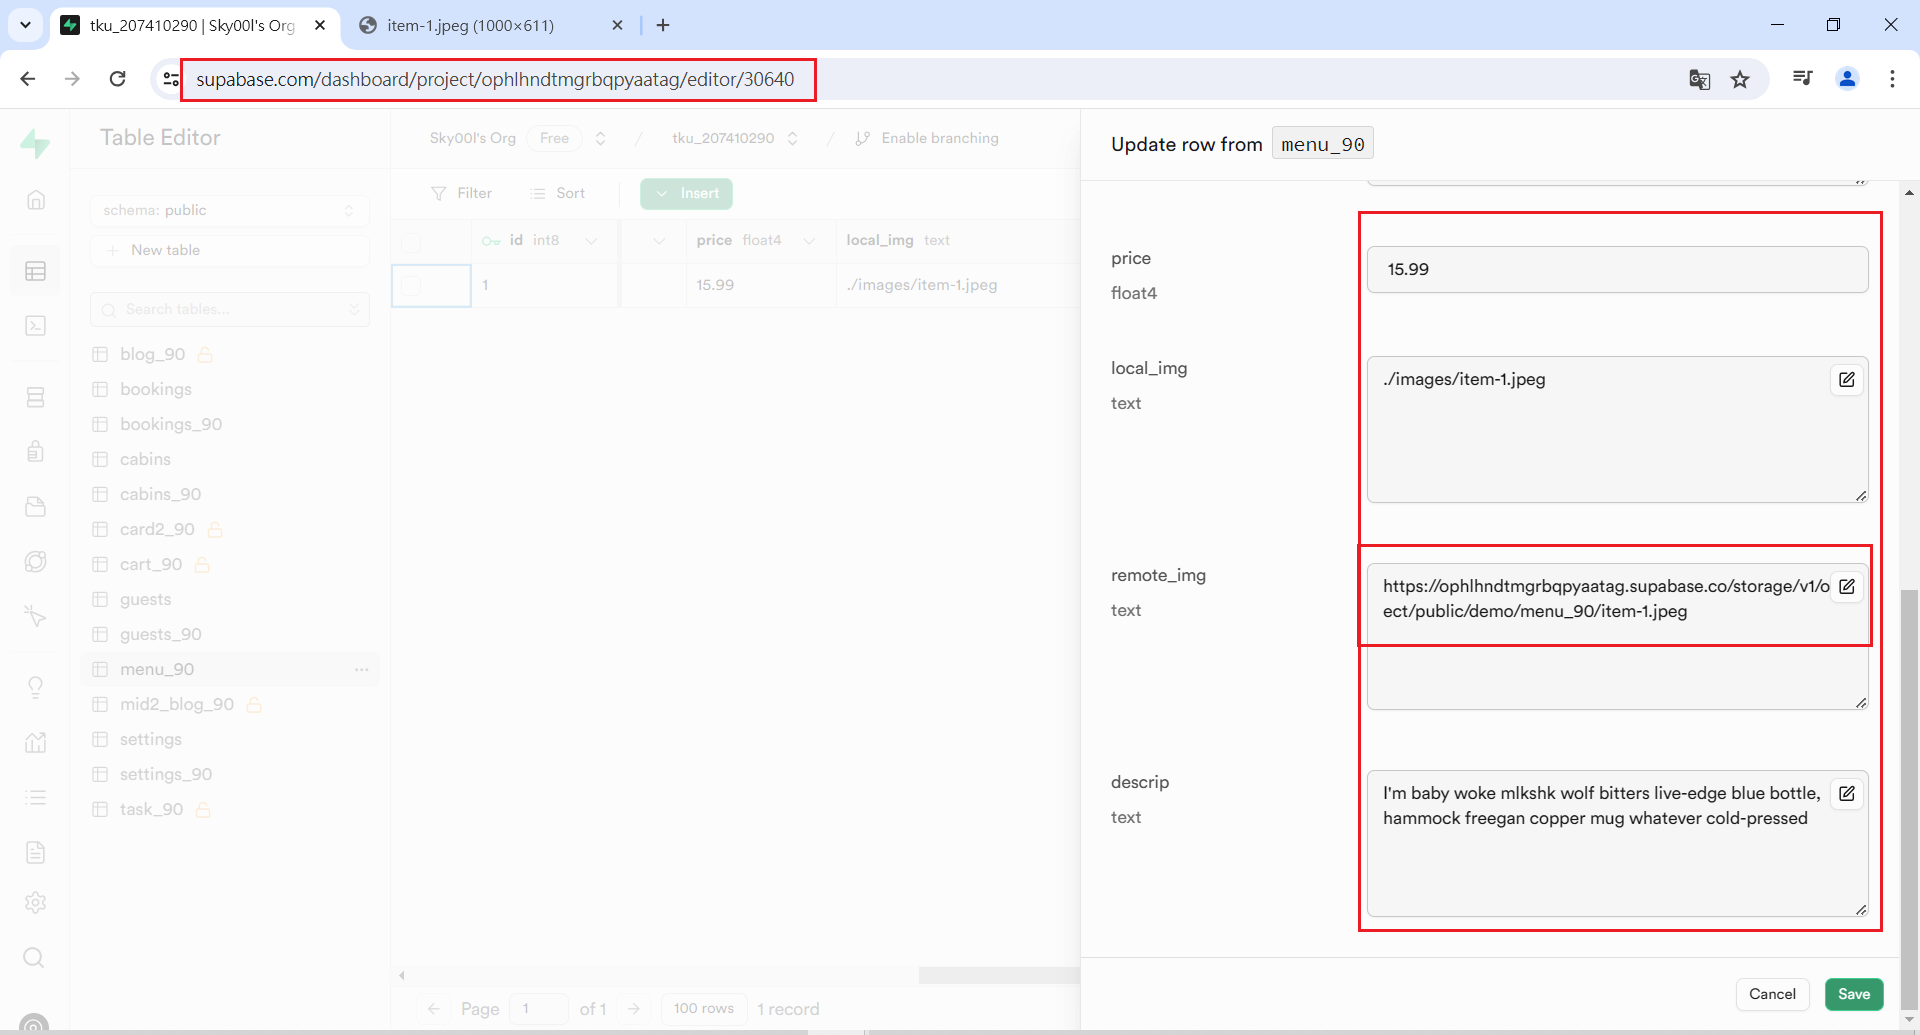 tku_207410290 | Sky00l's Org
item-1.jpeg (1000×611)
supabase.com/dashboard/project/ophlhndtmgrbqpyaatag/editor/30640
Table Editor
Sky00l's Org Free / tku_207410290 / Enable branching
schema: public
New table
Search tables...
blog_90
bookings
bookings_90
cabins
cabins_90
card2_90
cart_90
guests
guests_90
menu_90
mid2_blog_90
settings
settings_90
task_90
Filter Sort Insert
id int8 price float4 local_img text
1 15.99 ./images/item-1.jpeg
Page 1 of 1 100 rows 1 record
Update row from menu_90
price
float4
15.99
local_img
text
./images/item-1.jpeg
remote_img
text
https://ophlhndtmgrbqpyaatag.supabase.co/storage/v1/o
ect/public/demo/menu_90/item-1.jpeg
descrip
text
I'm baby woke mlkshk wolf bitters live-edge blue bottle,
hammock freegan copper mug whatever cold-pressed
Cancel Save